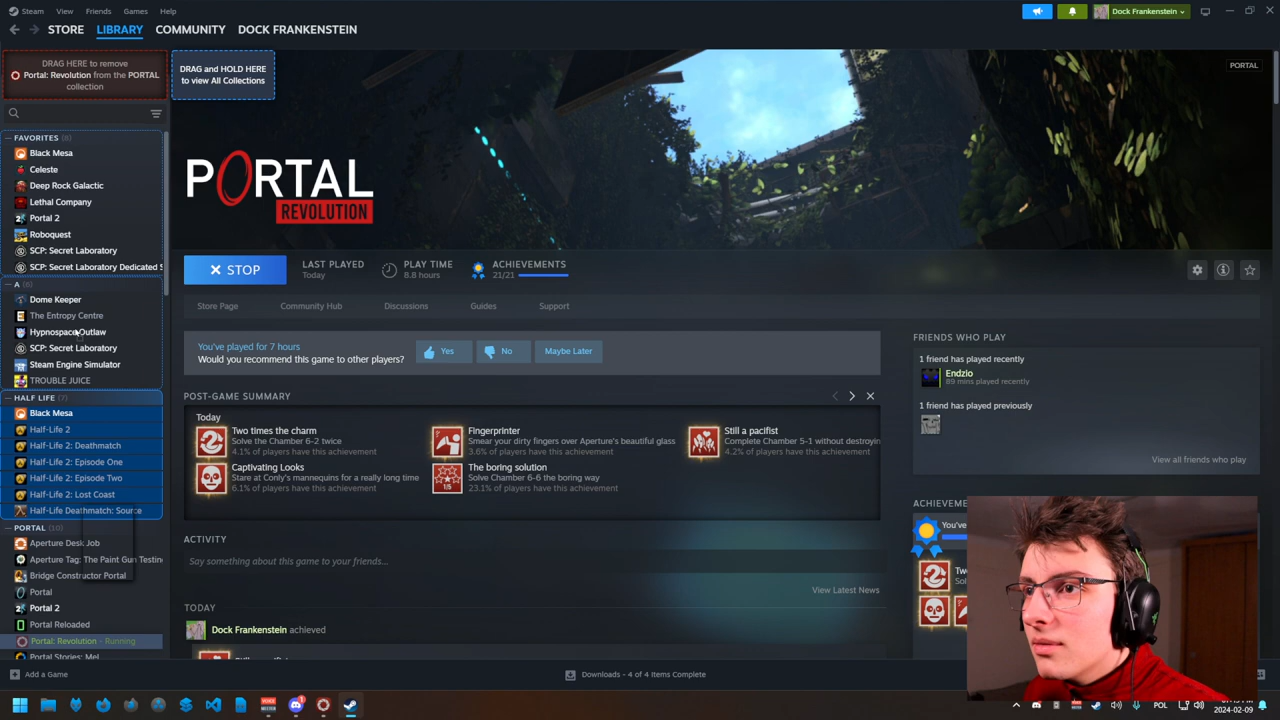 Steam View Friends Games Help
Dock Frankenstein
STORE LIBRARY COMMUNITY DOCK FRANKENSTEIN
DRAG HERE to remove
Portal: Revolution from the PORTAL
collection
DRAG and HOLD HERE
to view All Collections
PORTAL
FAVORITES (8)
Black Mesa
Celeste
Deep Rock Galactic
Lethal Company
Portal 2
Roboquest
SCP: Secret Laboratory
SCP: Secret Laboratory Dedicated S
A (6)
Dome Keeper
The Entropy Centre
Hypnospace Outlaw
SCP: Secret Laboratory
Steam Engine Simulator
TROUBLE JUICE
HALF LIFE (7)
Black Mesa
Half-Life 2
Half-Life 2: Deathmatch
Half-Life 2: Episode One
Half-Life 2: Episode Two
Half-Life 2: Lost Coast
Half-Life Deathmatch: Source
PORTAL (10)
Aperture Desk Job
Aperture Tag: The Paint Gun Testin
Bridge Constructor Portal
Portal
Portal 2
Portal Reloaded
Portal: Revolution - Running
Portal Stories: Mel
Add a Game
PORTAL
REVOLUTION
STOP
LAST PLAYED
Today
PLAY TIME
8.8 hours
ACHIEVEMENTS
21/21
Store Page Community Hub Discussions Guides Support
You've played for 7 hours
Would you recommend this game to other players?
Yes
No
Maybe Later
POST-GAME SUMMARY
Today
Two times the charm
Solve the Chamber 6-2 twice
4.1% of players have this achievement
Fingerprinter
Smear your dirty fingers over Aperture's beautiful glass
3.6% of players have this achievement
Still a pacifist
Complete Chamber 5-1 without destroyin
4.2% of players have this achievement
Captivating Looks
Stare at Conly's mannequins for a really long time
6.1% of players have this achievement
1/5
The boring solution
Solve Chamber 6-6 the boring way
23.1% of players have this achievement
ACTIVITY
Say something about this game to your friends...
View Latest News
TODAY
Dock Frankenstein achieved
FRIENDS WHO PLAY
1 friend has played recently
Endzio
89 mins played recently
1 friend has played previously
View all friends who play
ACHIEVEME
You've
Tw
Sol
Downloads - 4 of 4 Items Complete
POL
2024-02-09